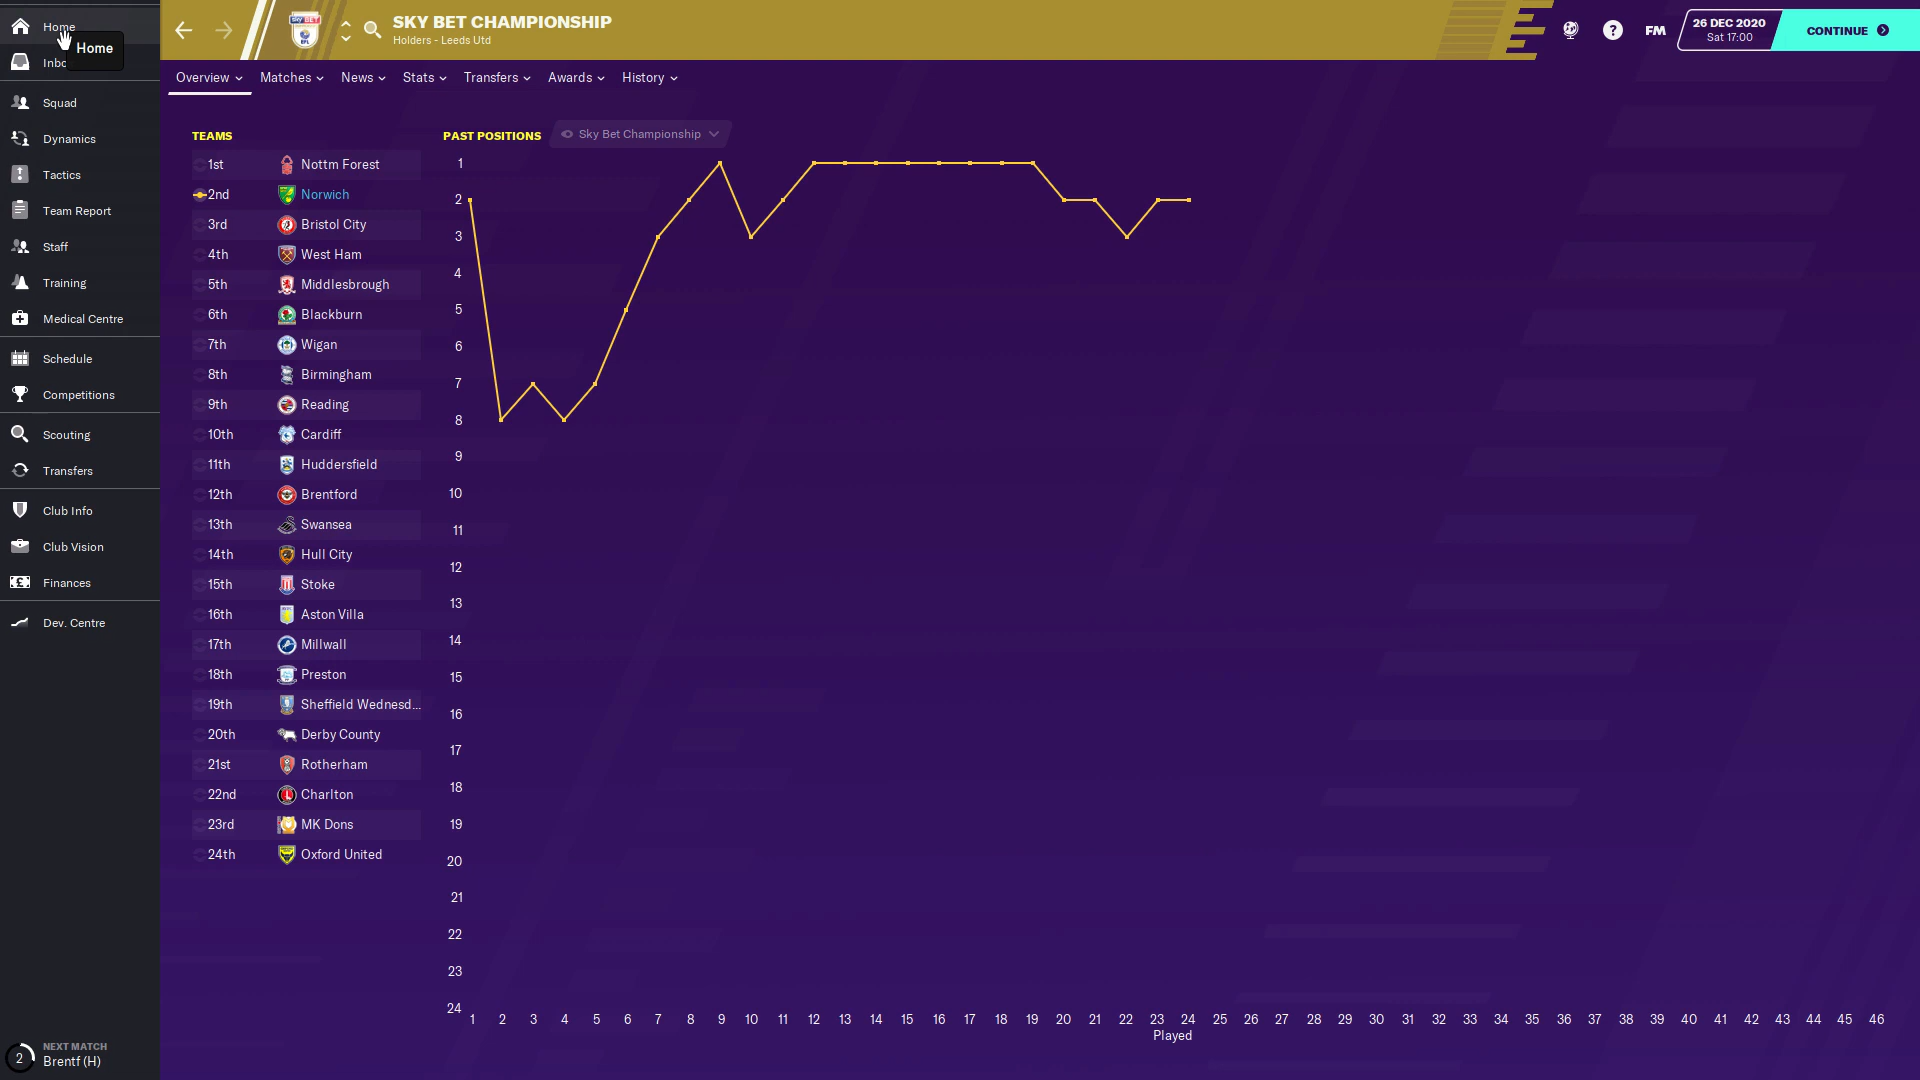 Home
Home
Inbo
Squad
Dynamics
Tactics
Team Report
Staff
Training
Medical Centre
Schedule
Competitions
Scouting
Transfers
Club Info
Club Vision
Finances
Dev. Centre
2
NEXT MATCH
Brentf (H)
SKY BET CHAMPIONSHIP
Holders - Leeds Utd
? FM
26 DEC 2020
Sat 17:00
CONTINUE
Overview Matches News Stats Transfers Awards History
TEAMS
1st Nottm Forest
2nd Norwich
3rd Bristol City
4th West Ham
5th Middlesbrough
6th Blackburn
7th Wigan
8th Birmingham
9th Reading
10th Cardiff
11th Huddersfield
12th Brentford
13th Swansea
14th Hull City
15th Stoke
16th Aston Villa
17th Millwall
18th Preston
19th Sheffield Wednesd...
20th Derby County
21st Rotherham
22nd Charlton
23rd MK Dons
24th Oxford United
PAST POSITIONS Sky Bet Championship
1
2
3
4
5
6
7
8
9
10
11
12
13
14
15
16
17
18
19
20
21
22
23
24
1 2 3 4 5 6 7 8 9 10 11 12 13 14 15 16 17 18 19 20 21 22 23 24 25 26 27 28 29 30 31 32 33 34 35 36 37 38 39 40 41 42 43 44 45 46
Played